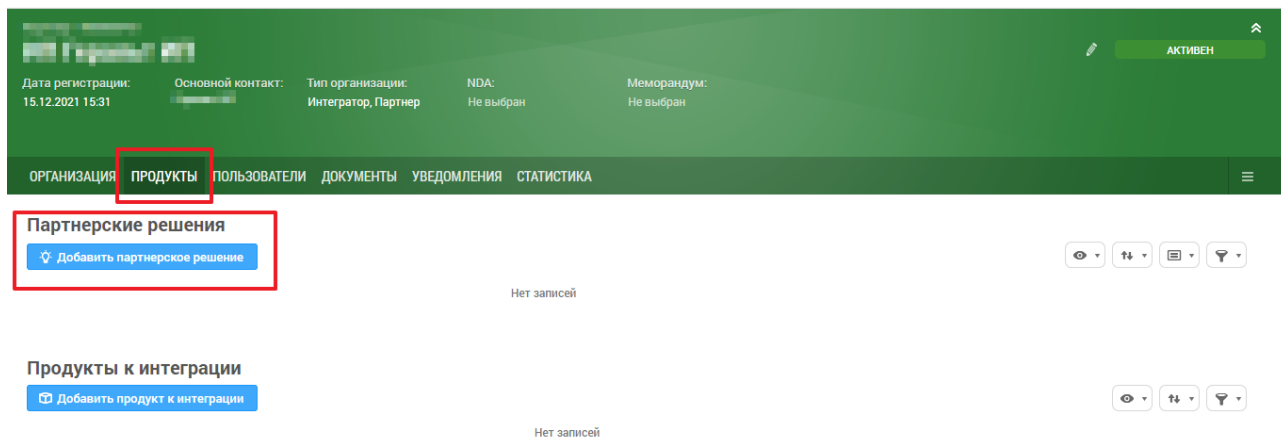 АКТИВЕН
Дата регистрации: Основной контакт: Тип организации: NDA: Меморандум:
15.12.2021 15:31 Интегратор, Партнер Не выбран Не выбран
ОРГАНИЗАЦИЯ ПРОДУКТЫ ПОЛЬЗОВАТЕЛИ ДОКУМЕНТЫ УВЕДОМЛЕНИЯ СТАТИСТИКА
Партнерские решения
Добавить партнерское решение
Нет записей
Продукты к интеграции
Добавить продукт к интеграции
Нет записей